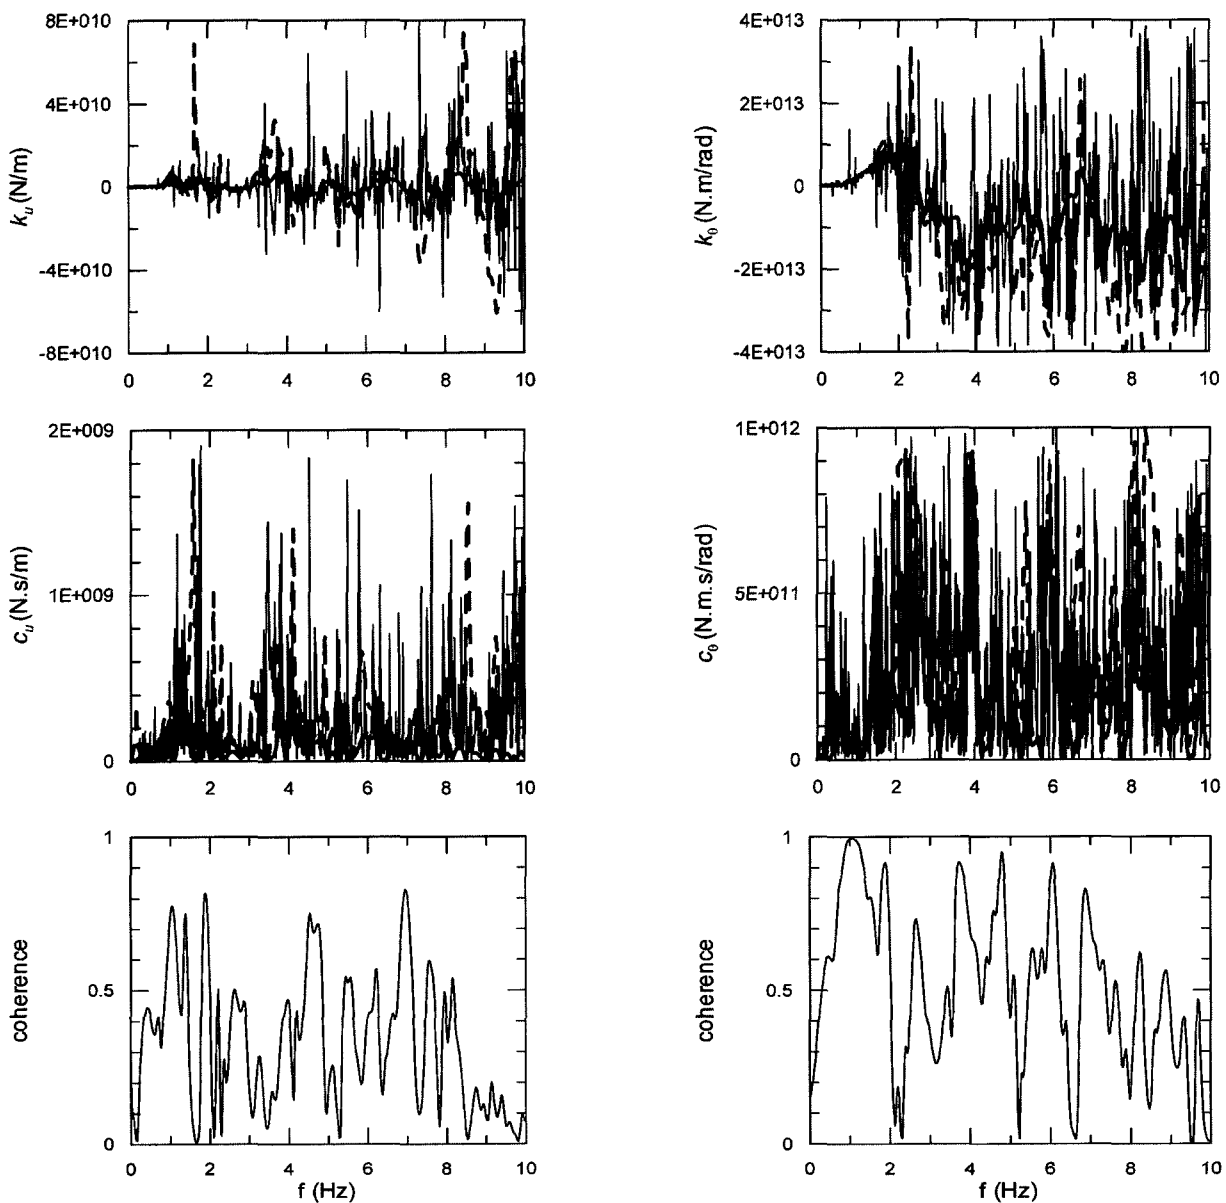 8E+010
4E+010
0
-4E+010
-8E+010
k_u (N/m)
0 2 4 6 8 10
4E+013
2E+013
0
-2E+013
-4E+013
k_θ (N.m/rad)
0 2 4 6 8 10
2E+009
1E+009
0
c_u (N.s/m)
0 2 4 6 8 10
1E+012
5E+011
0
c_θ (N.m.s/rad)
0 2 4 6 8 10
1
0.5
0
coherence
0 2 4 6 8 10
f (Hz)
1
0.5
0
coherence
0 2 4 6 8 10
f (Hz)